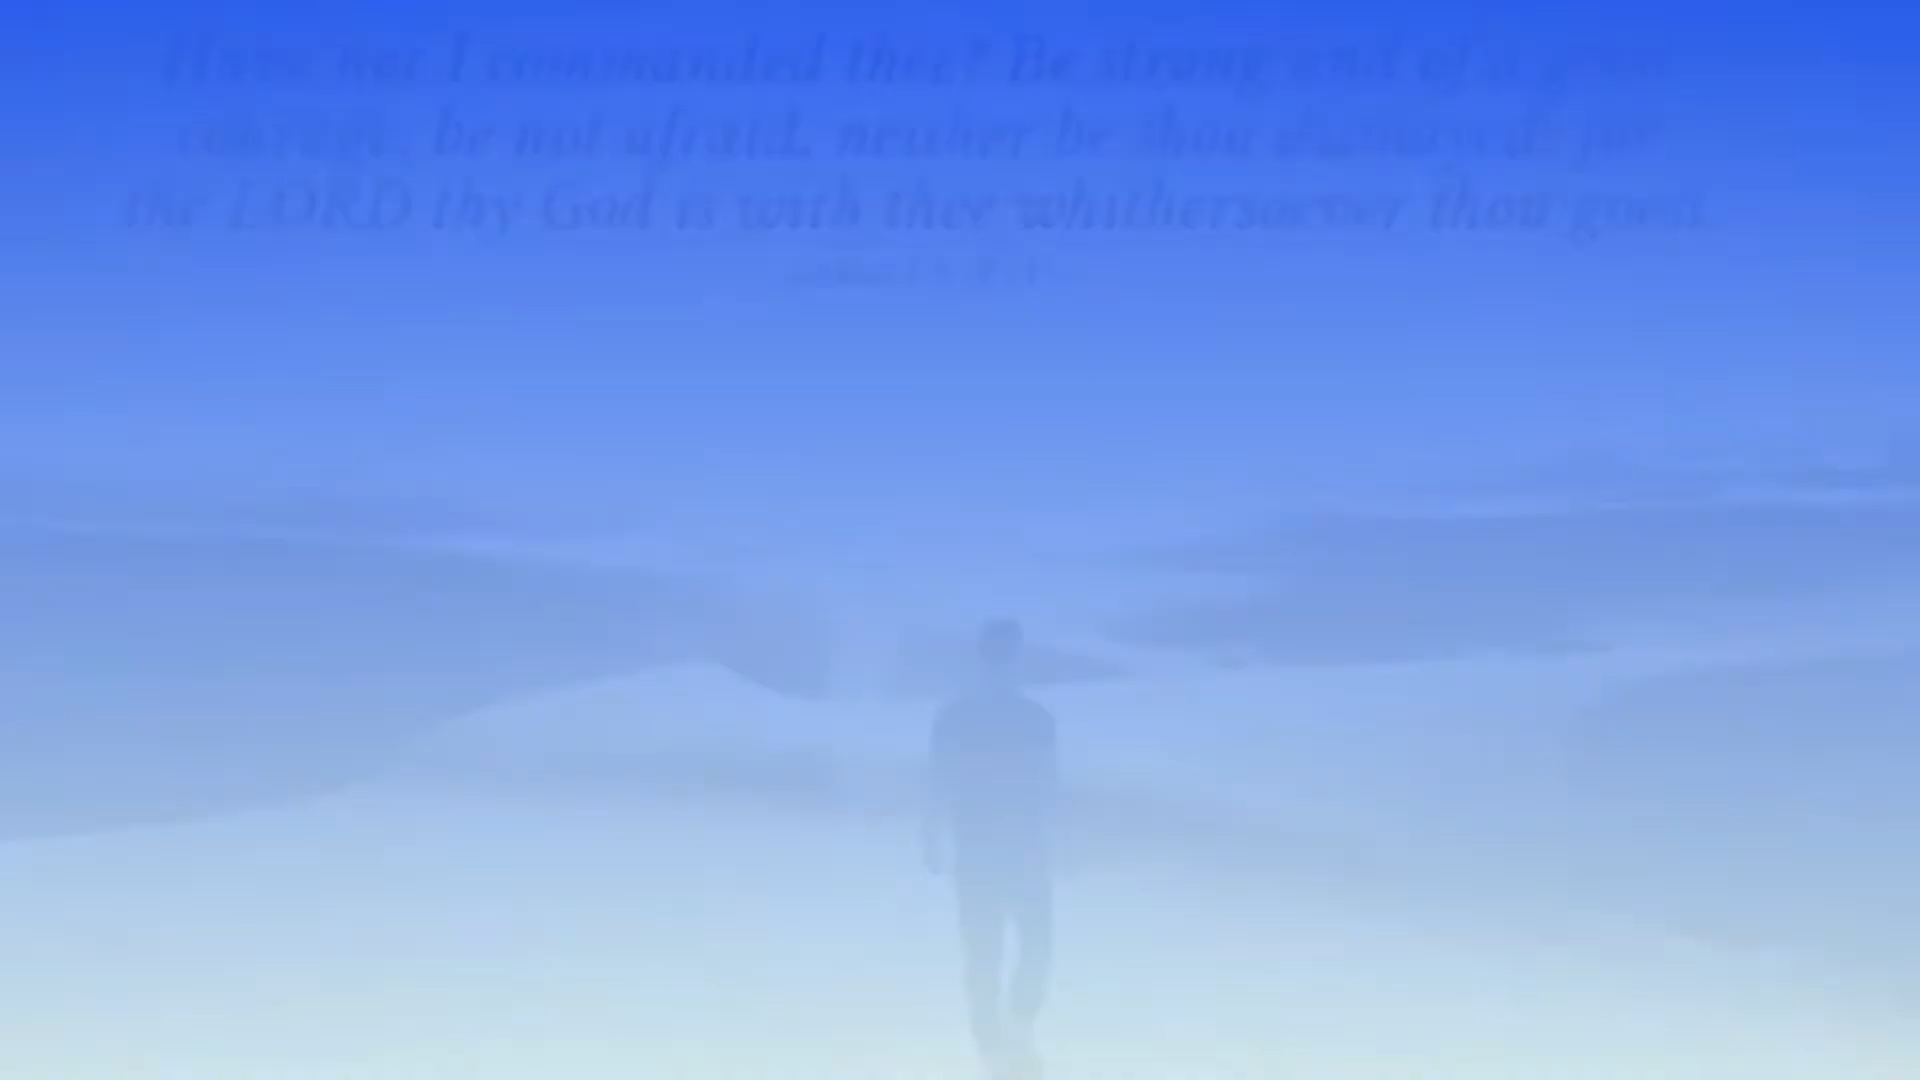 Have not I commanded thee? Be strong and of a good
courage; be not afraid, neither be thou dismayed: for
the LORD thy God is with thee whithersoever thou goest.